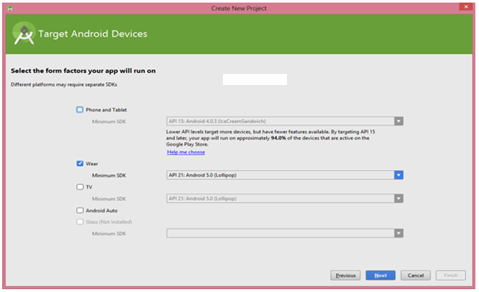 Create New Project
Target Android Devices
Select the form factors your app will run on
Different platforms may require separate SDKs
Phone and Tablet
Minimum SDK
API 15: Android 4.0.3 (IceCreamSandwich)
Lower API levels target more devices, but have fewer features available. By targeting API 15
and later, your app will run on approximately 94.0% of the devices that are active on the
Google Play Store.
Help me choose
Wear
Minimum SDK
API 21: Android 5.0 (Lollipop)
TV
Minimum SDK
API 21: Android 5.0 (Lollipop)
Android Auto
Glass (Not Installed)
Minimum SDK
Previous
Next
Cancel
Finish